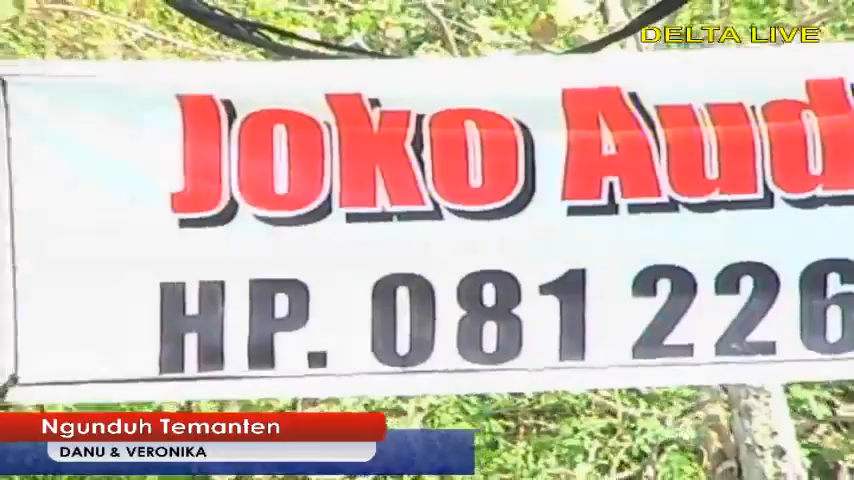 DELTA LIVE
Joko Aud
HP. 081 226
Ngunduh Temanten
DANU & VERONIKA